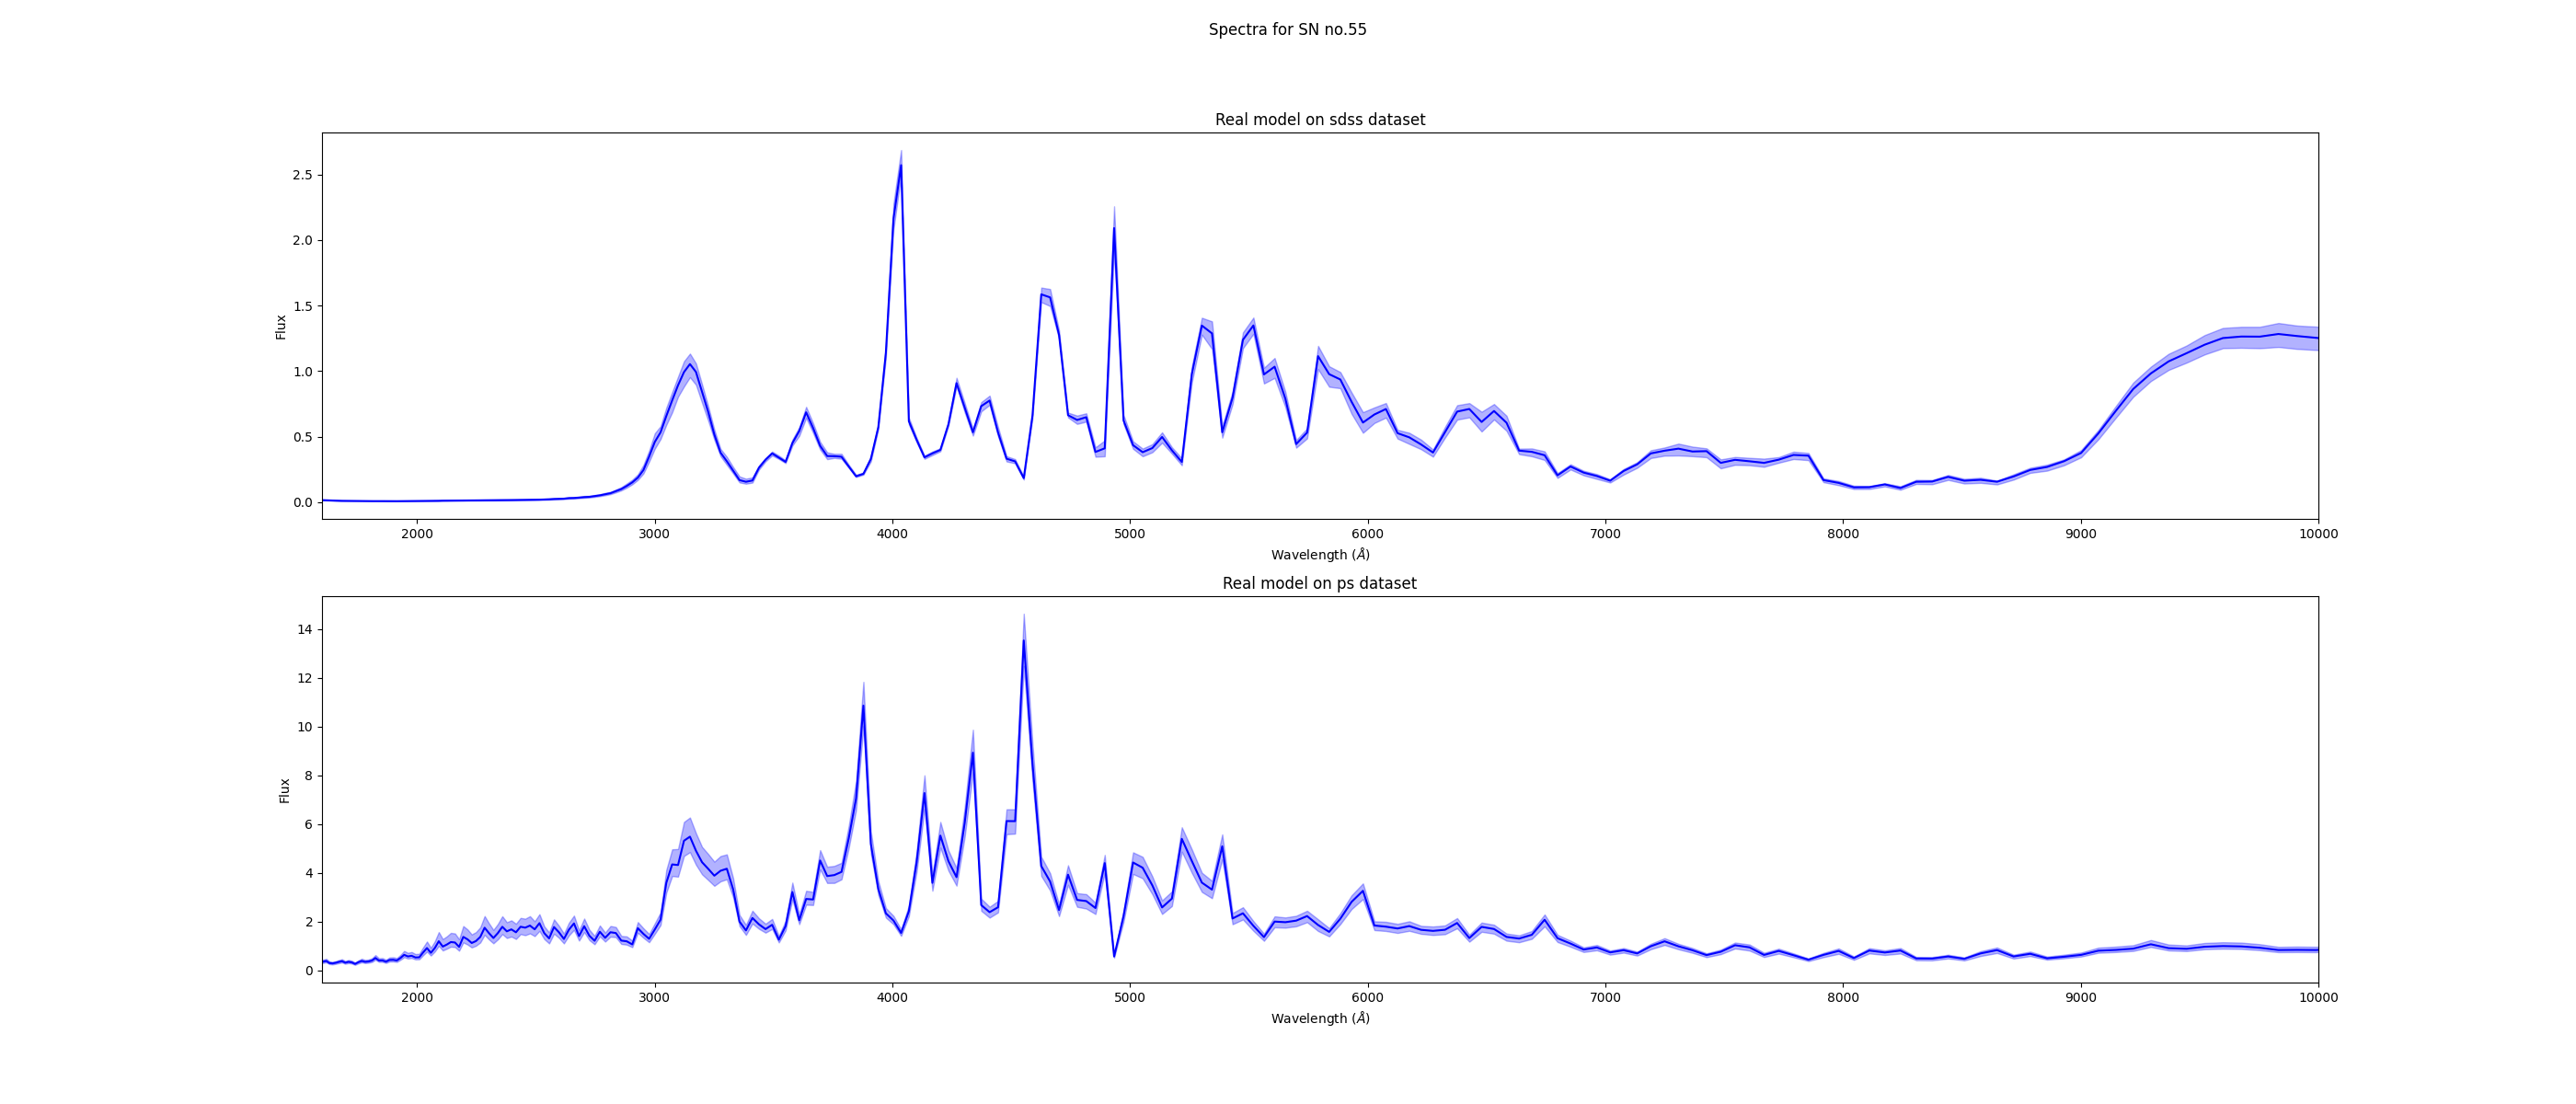 Spectra for SN no.55
Real model on sdss dataset
2.5
2.0
1.5
1.0
0.5
0.0
Flux
2000 3000 4000 5000 6000 7000 8000 9000 10000
Wavelength (Å)
Real model on ps dataset
14
12
10
8
6
4
2
0
Flux
2000 3000 4000 5000 6000 7000 8000 9000 10000
Wavelength (Å)